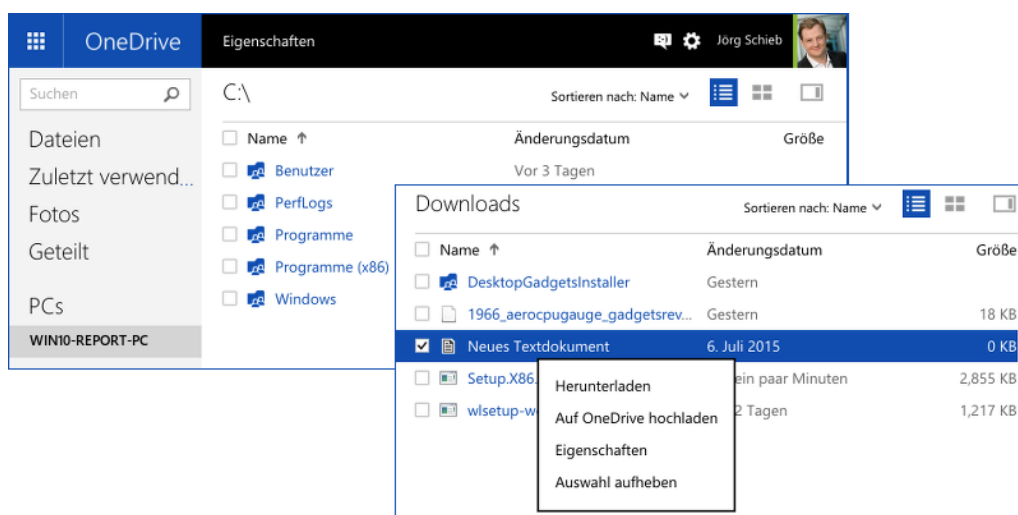 OneDrive
Eigenschaften
Jörg Schieb
Suchen
Dateien
Zuletzt verwend...
Fotos
Geteilt
PCs
WIN10-REPORT-PC
C:\
Sortieren nach: Name
Name Änderungsdatum Größe
Benutzer Vor 3 Tagen
PerfLogs
Programme
Programme (x86)
Windows
Downloads
Sortieren nach: Name
Name Änderungsdatum Größe
DesktopGadgetsInstaller Gestern
1966_aerocpugauge_gadgetsrev... Gestern 18 KB
Neues Textdokument 6. Juli 2015 0 KB
Setup.X86. ein paar Minuten 2,855 KB
wlsetup-w 2 Tagen 1,217 KB
Herunterladen
Auf OneDrive hochladen
Eigenschaften
Auswahl aufheben